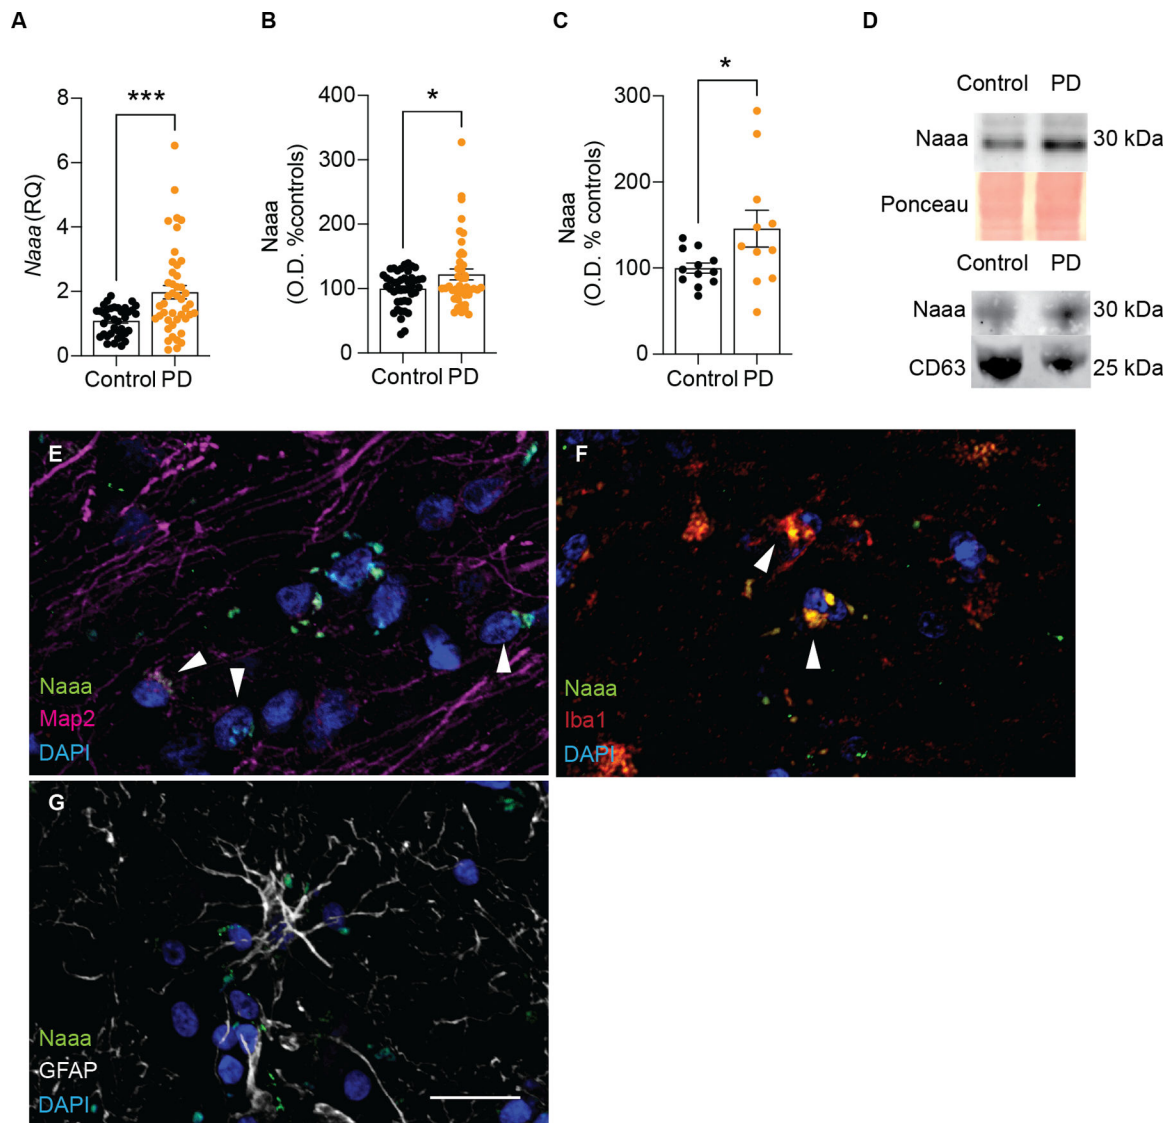 A
B
C
D
***
8
6
4
2
0
Naaa (RQ)
Control PD
*
400
300
200
100
0
Naaa
(O.D. %controls)
Control PD
*
300
200
100
0
Naaa
(O.D. % controls)
Control PD
Control PD
Naaa 30 kDa
Ponceau
Control PD
Naaa 30 kDa
CD63 25 kDa
E
Naaa
Map2
DAPI
F
Naaa
Iba1
DAPI
G
Naaa
GFAP
DAPI